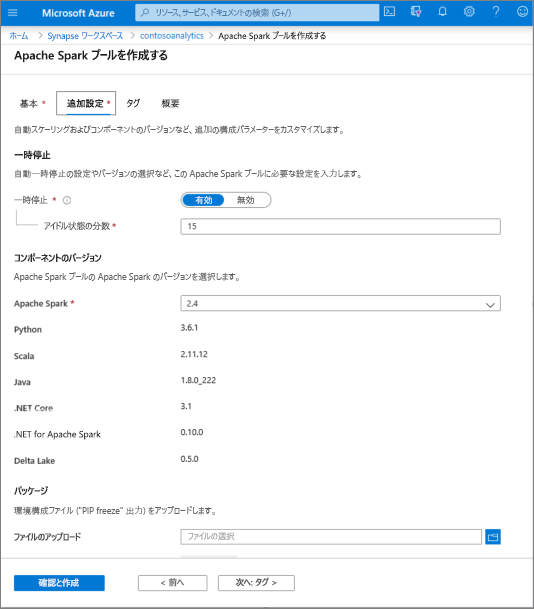 Microsoft Azure
リソース、サービス、ドキュメントの検索 (G+/)
ホーム > Synapse ワークスペース > contosoanalytics > Apache Spark プールを作成する
Apache Spark プールを作成する
基本 * 追加設定 * タグ 概要
自動スケーリングおよびコンポーネントのバージョンなど、追加の構成パラメーターをカスタマイズします。
一時停止
自動一時停止の設定やバージョンの選択など、この Apache Spark プールに必要な設定を入力します。
一時停止 * 有効 無効
アイドル状態の分数 * 15
コンポーネントのバージョン
Apache Spark プールの Apache Spark のバージョンを選択します。
Apache Spark * 2.4
Python 3.6.1
Scala 2.11.12
Java 1.8.0_222
.NET Core 3.1
.NET for Apache Spark 0.10.0
Delta Lake 0.5.0
パッケージ
環境構成ファイル ("PIP freeze" 出力) をアップロードします。
ファイルのアップロード ファイルの選択
確認と作成 < 前へ 次へ: タグ >